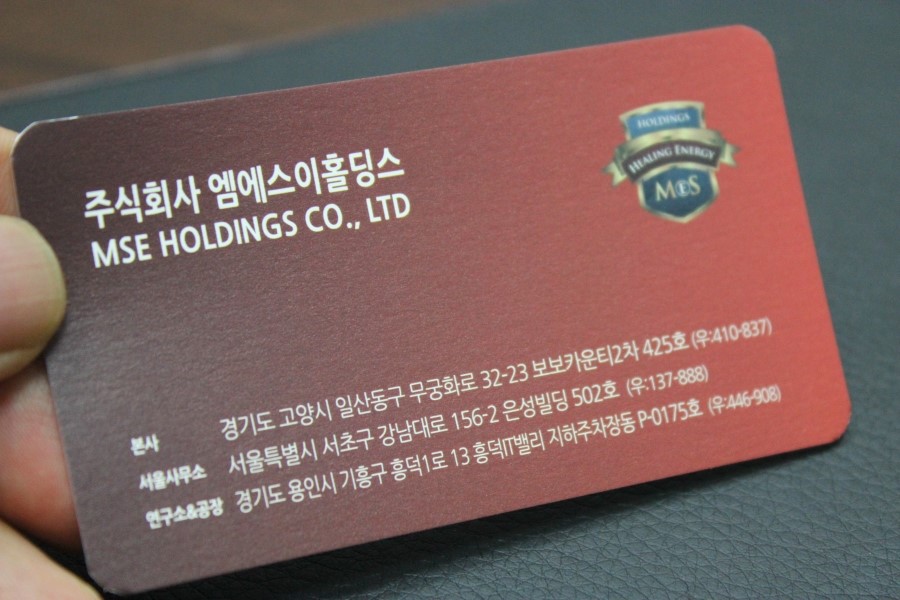 주식회사 엠에스이홀딩스
MSE HOLDINGS CO., LTD
HOLDINGS
HEALING ENERGY
MES
본사 경기도 고양시 일산동구 무궁화로 32-23 보보카운티2차 425호 (우:410-837)
서울사무소 서울특별시 서초구 강남대로 156-2 은성빌딩 502호 (우:137-888)
연구소&공장 경기도 용인시 기흥구 흥덕1로 13 흥덕IT밸리 지하주차장동 P-0175호 (우:446-908)